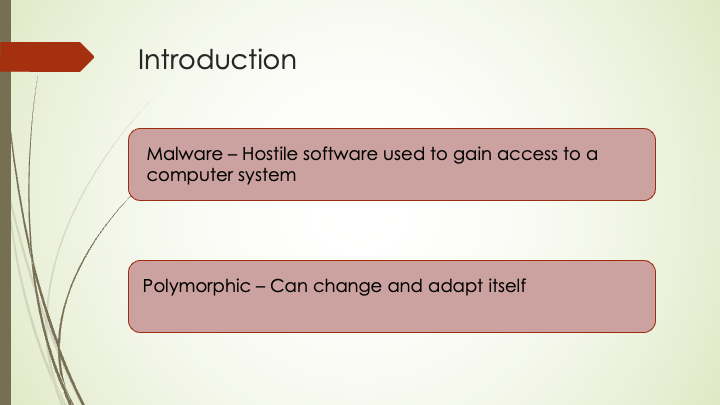 Introduction
Malware – Hostile software used to gain access to a
computer system
Polymorphic – Can change and adapt itself